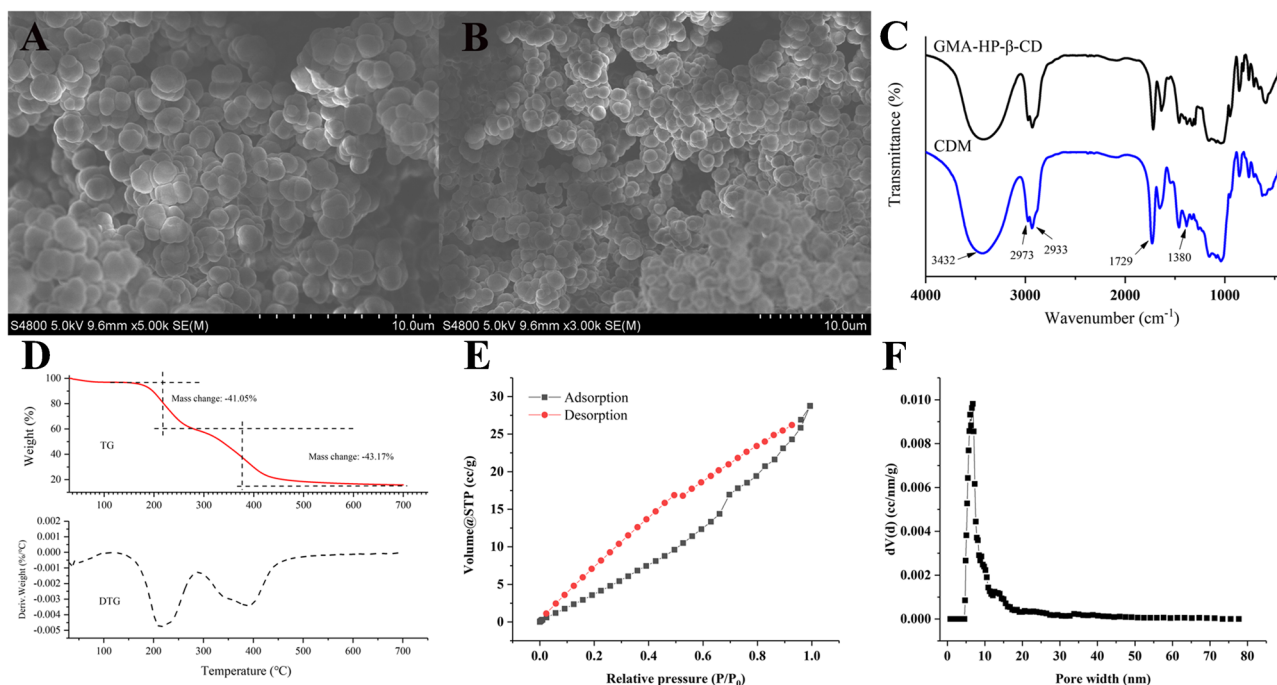 A
S4800 5.0kV 9.6mm x5.00k SE(M)
10.0um
B
S4800 5.0kV 9.6mm x3.00k SE(M)
10.0um
C
GMA-HP-β-CD
CDM
3432
2973
2933
1729
1380
Transmittance (%)
4000
3000
2000
1000
Wavenumber (cm⁻¹)
D
100
80
60
40
20
Weight (%)
Mass change: -41.05%
TG
Mass change: -43.17%
100
200
300
400
500
600
700
0.002
0.001
0.000
-0.001
-0.002
-0.003
-0.004
-0.005
Deriv.Weight (%/°C)
DTG
100
200
300
400
500
600
700
Temperature (℃)
E
Adsorption
Desorption
30
25
20
15
10
5
0
Volume@STP (cc/g)
0.0
0.2
0.4
0.6
0.8
1.0
Relative pressure (P/P₀)
F
0.010
0.008
0.006
0.004
0.002
0.000
dV(d) (cc/nm/g)
0
10
20
30
40
50
60
70
80
Pore width (nm)